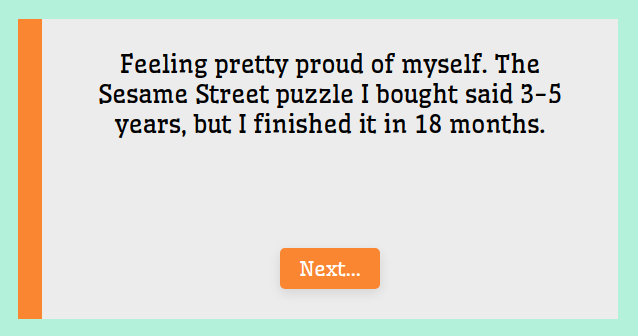 Feeling pretty proud of myself. The
Sesame Street puzzle I bought said 3-5
years, but I finished it in 18 months.
Next...